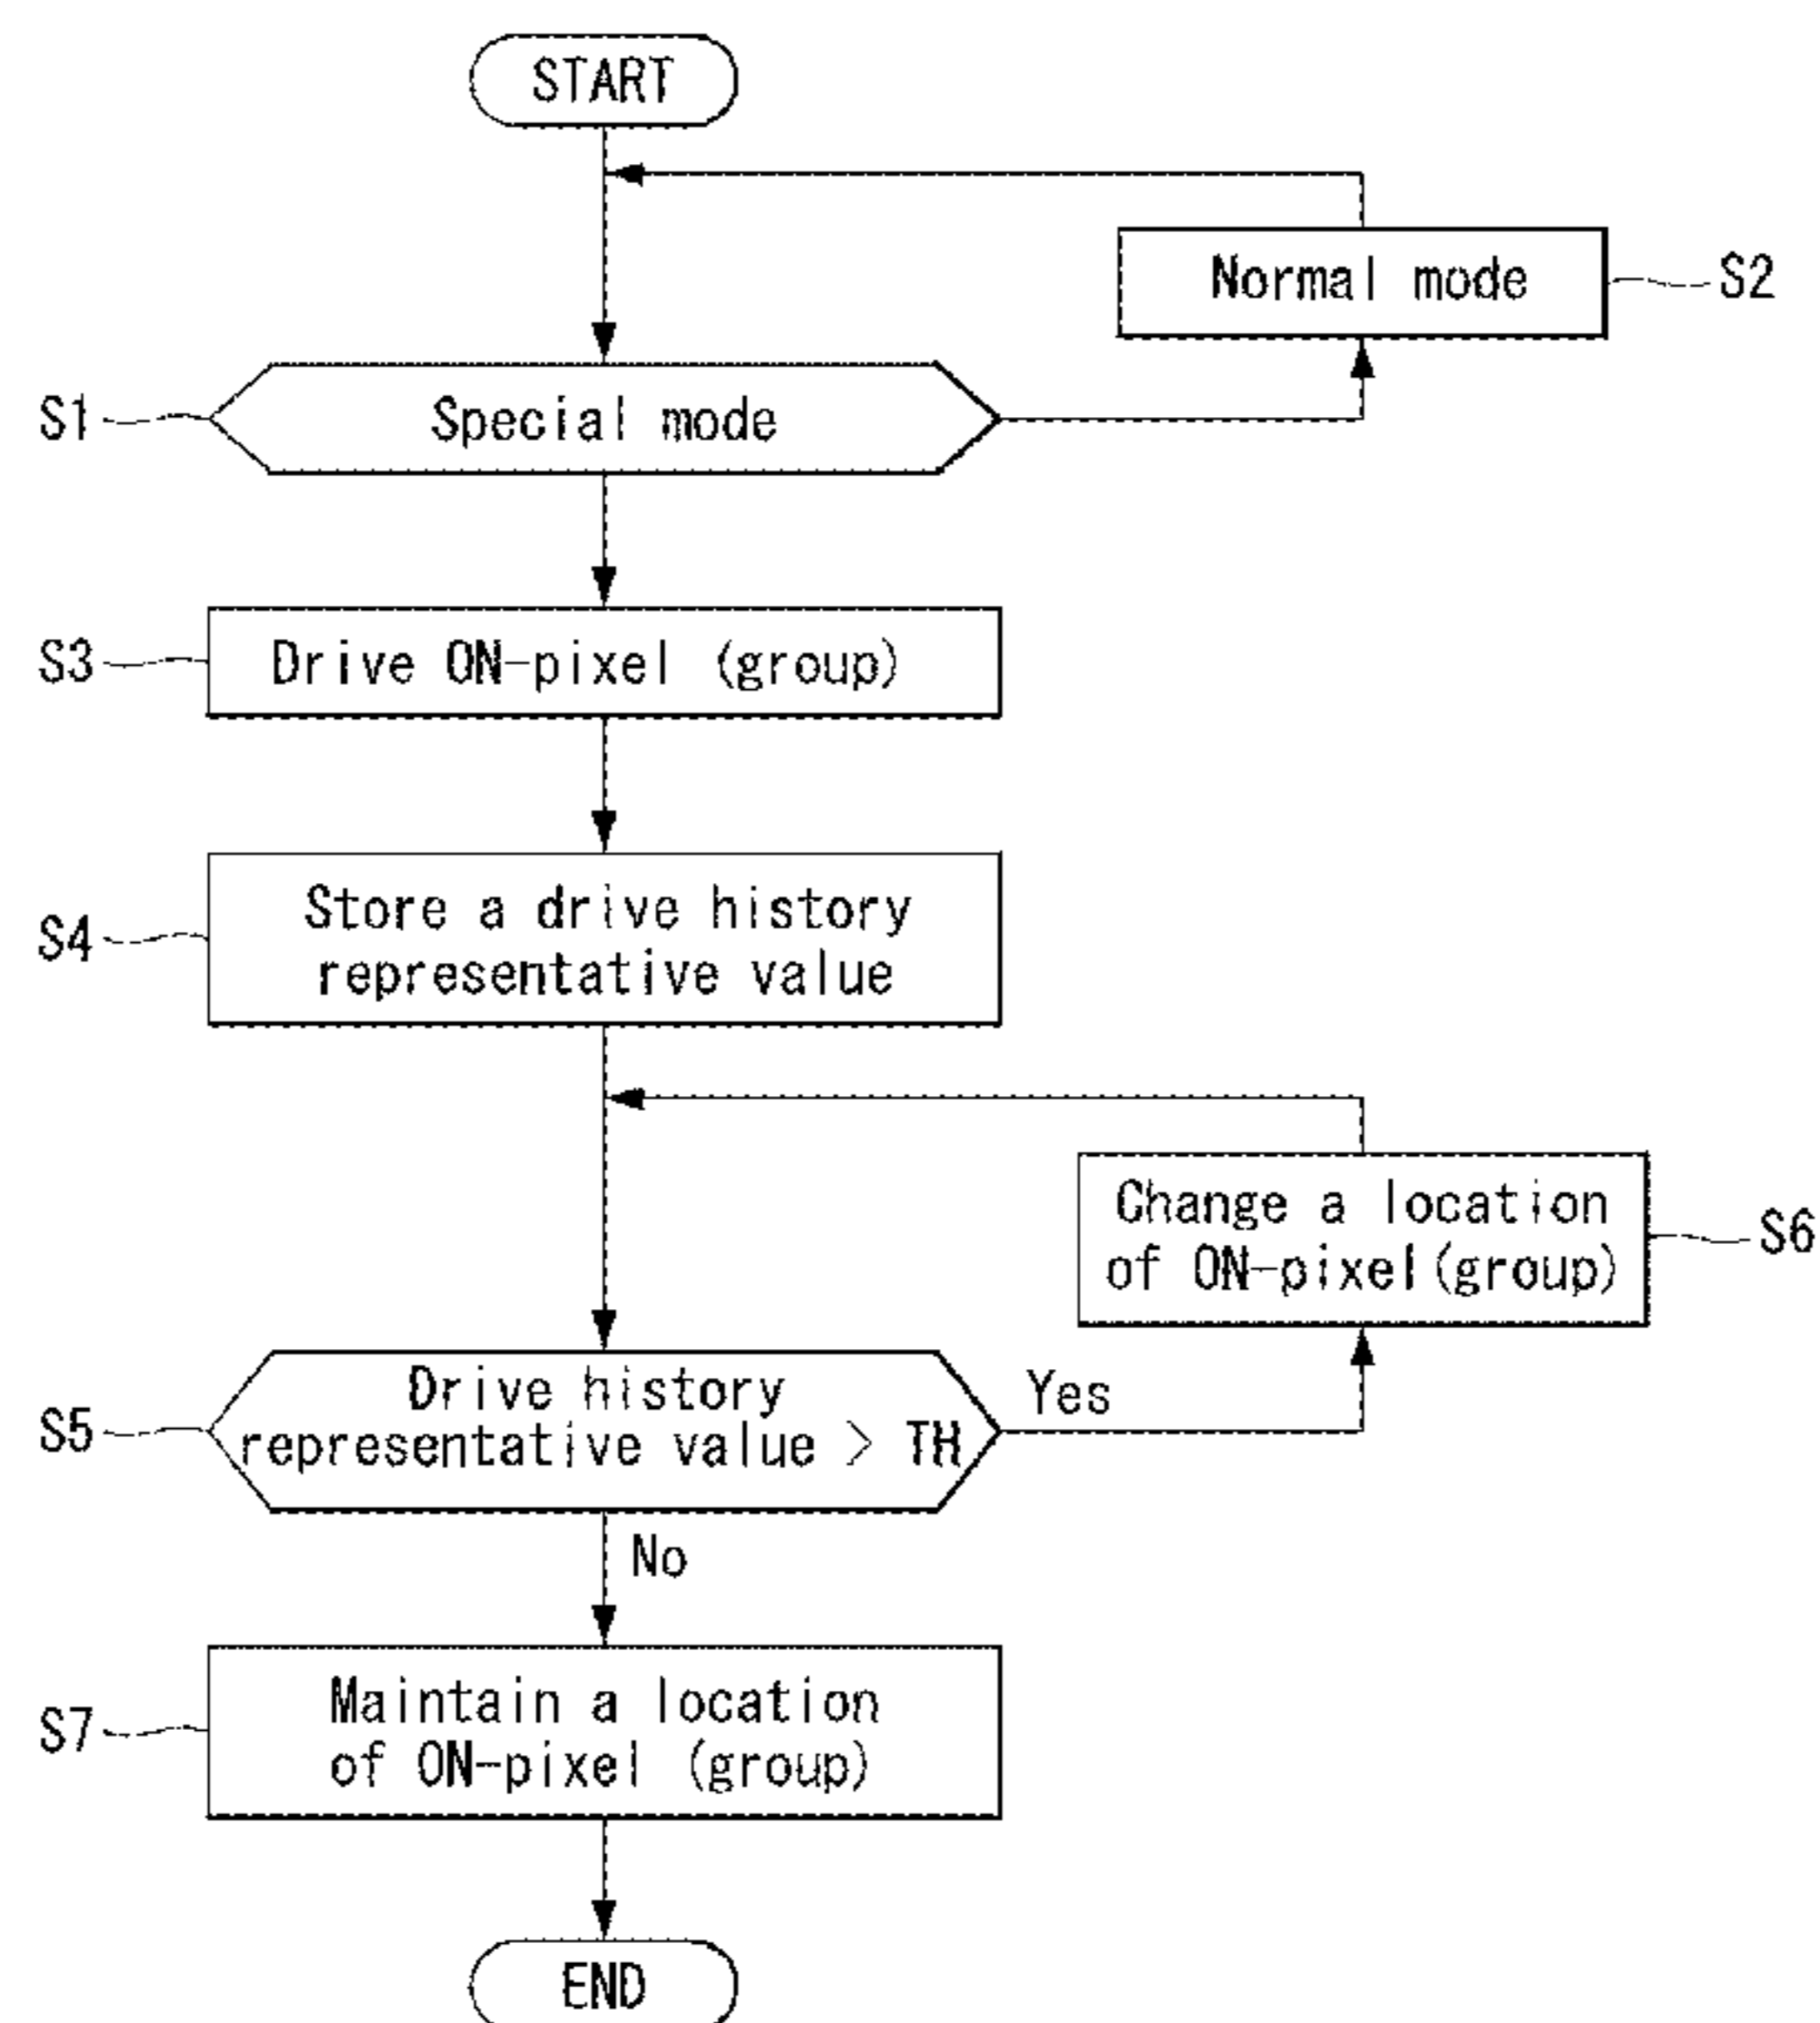 START
Normal mode
S2
S1
Special mode
S3
Drive ON-pixel (group)
S4
Store a drive history
representative value
Change a location
of ON-pixel(group)
S6
S5
Drive history
representative value > TH
Yes
No
S7
Maintain a location
of ON-pixel (group)
END